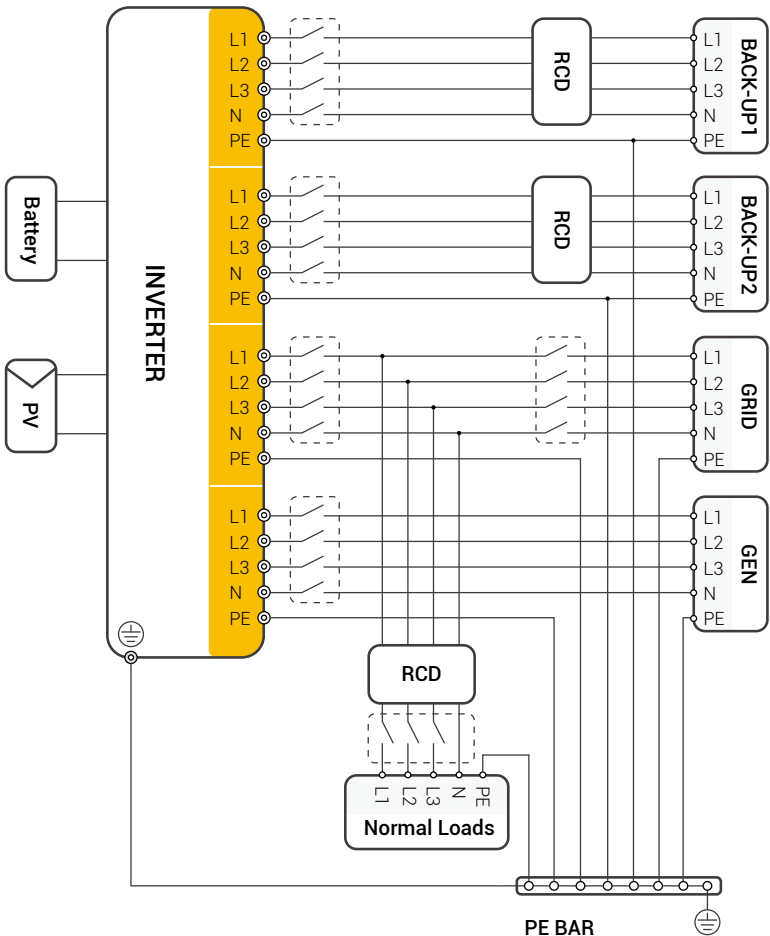 L1
L2
L3
N
PE
RCD
L1
L2
L3
N
PE
BACK-UP1
Battery
INVERTER
L1
L2
L3
N
PE
RCD
L1
L2
L3
N
PE
BACK-UP2
PV
L1
L2
L3
N
PE
L1
L2
L3
N
PE
GRID
L1
L2
L3
N
PE
L1
L2
L3
N
PE
GEN
RCD
L1
L2
L3
N
PE
Normal Loads
PE BAR